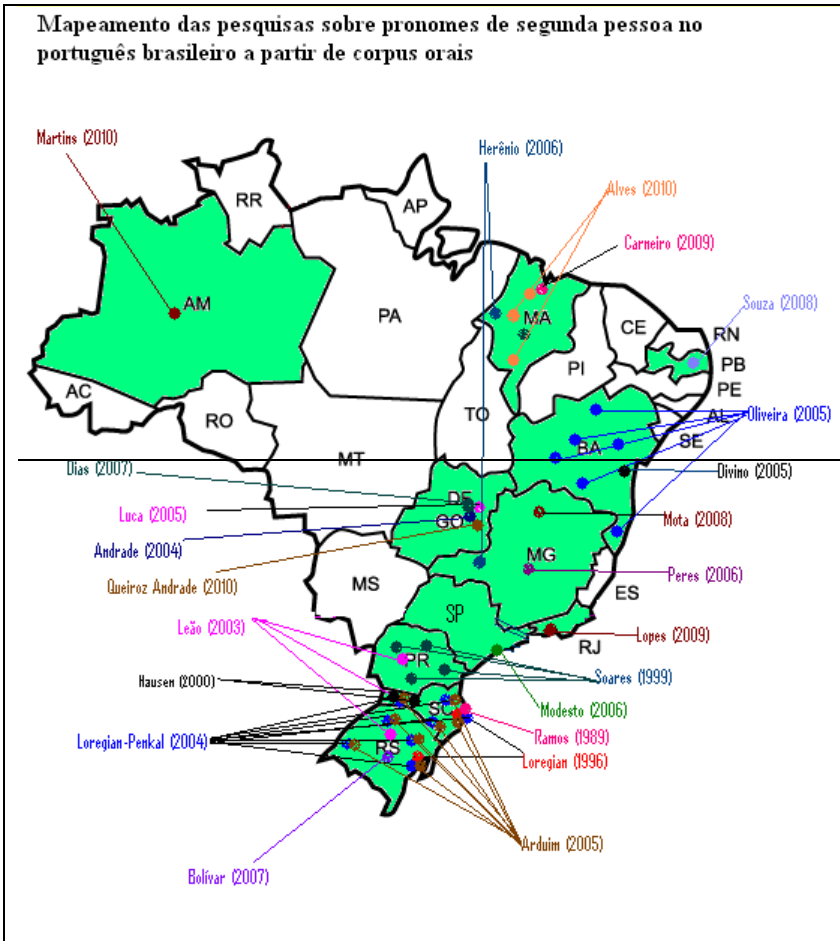 Mapeamento das pesquisas sobre pronomes de segunda pessoa no
português brasileiro a partir de corpus orais
Martins (2010)
Herênio (2006)
Alves (2010)
Carneiro (2009)
Souza (2008)
RR
AP
AM
PA
MA
CE
RN
PB
PI
PE
AC
AL
Oliveira (2005)
RO
TO
SE
BA
MT
Dias (2007)
Divino (2005)
DF
Luca (2005)
GO
Mota (2008)
Andrade (2004)
MG
Peres (2006)
Queiroz Andrade (2010)
MS
ES
SP
Leão (2003)
Lopes (2009)
RJ
PR
Soares (1999)
Hausen (2000)
Modesto (2006)
SC
Ramos (1989)
Loregian-Penkal (2004)
RS
Loregian (1996)
Arduim (2005)
Bolívar (2007)